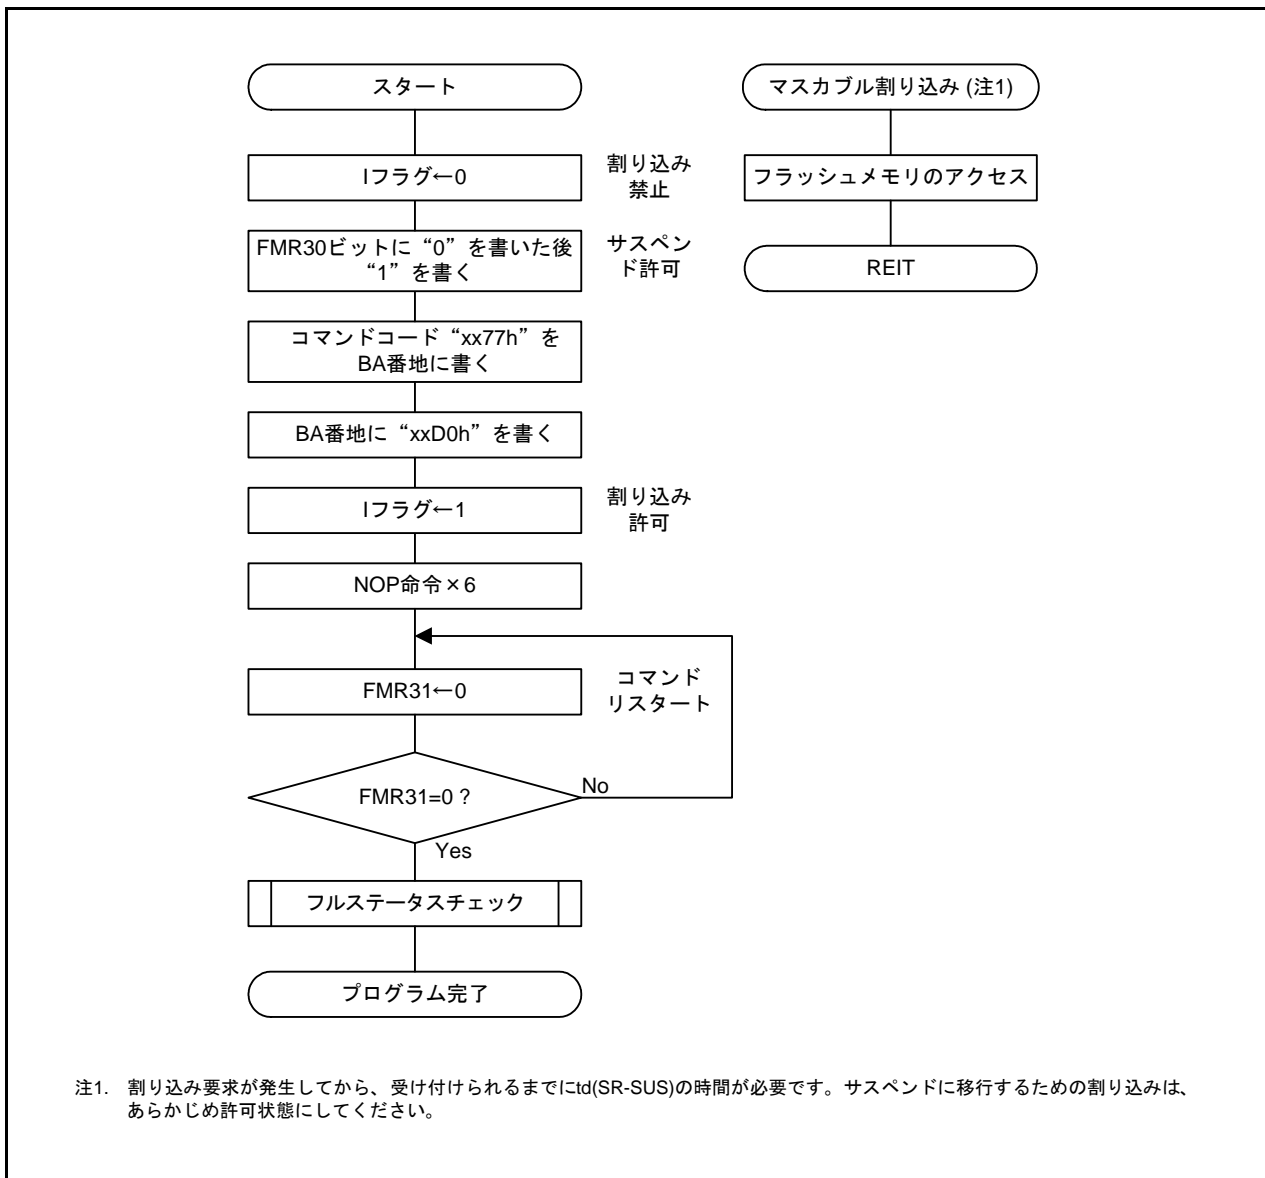 スタート
Iフラグ←0
割り込み
禁止
FMR30ビットに“0”を書いた後
“1”を書く
サスペン
ド許可
コマンドコード“xx77h”を
BA番地に書く
BA番地に“xxD0h”を書く
Iフラグ←1
割り込み
許可
NOP命令×6
FMR31←0
コマンド
リスタート
FMR31=0 ?
No
Yes
フルステータスチェック
プログラム完了
マスカブル割り込み (注1)
フラッシュメモリのアクセス
REIT
注1. 割り込み要求が発生してから、受け付けられるまでにtd(SR-SUS)の時間が必要です。サスペンドに移行するための割り込みは、
あらかじめ許可状態にしてください。